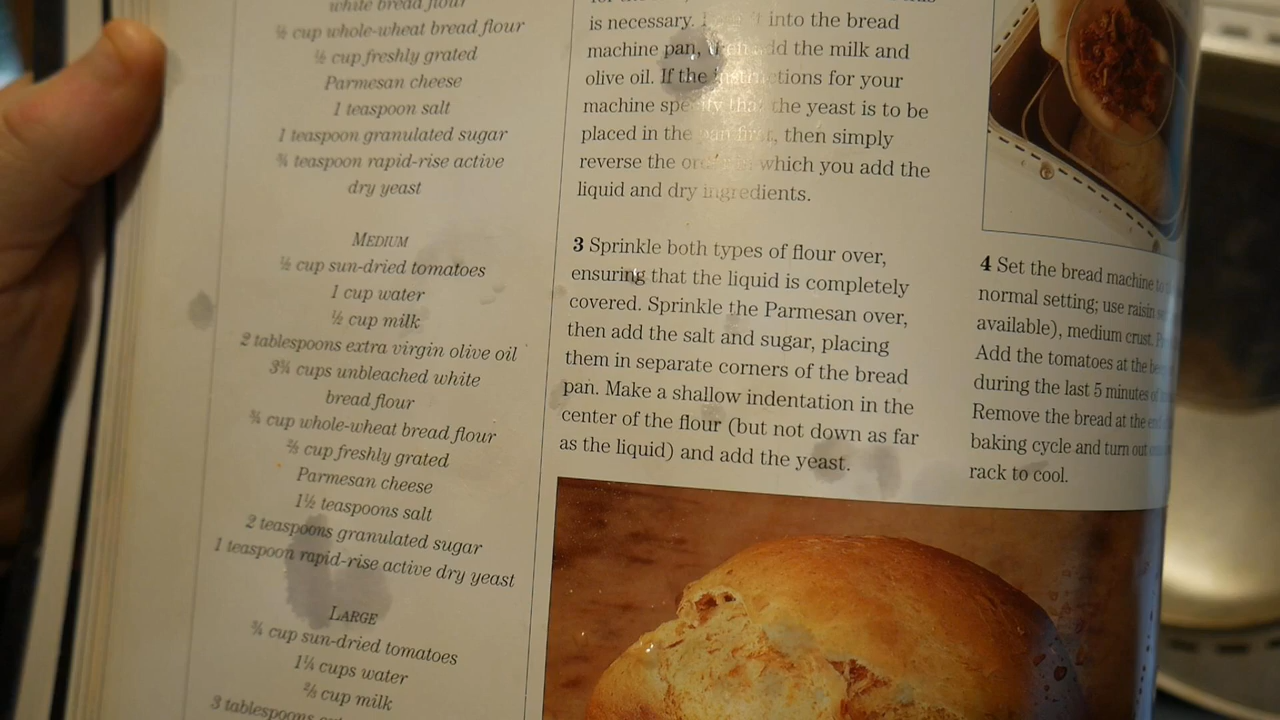 white bread flour
½ cup whole-wheat bread flour
⅓ cup freshly grated
Parmesan cheese
1 teaspoon salt
1 teaspoon granulated sugar
¾ teaspoon rapid-rise active
dry yeast
MEDIUM
½ cup sun-dried tomatoes
1 cup water
½ cup milk
2 tablespoons extra virgin olive oil
3¾ cups unbleached white
bread flour
¾ cup whole-wheat bread flour
⅔ cup freshly grated
Parmesan cheese
1½ teaspoons salt
2 teaspoons granulated sugar
1 teaspoon rapid-rise active dry yeast
LARGE
¾ cup sun-dried tomatoes
1¼ cups water
⅔ cup milk
3 tablespoons
is necessary. into the bread
machine pan, then add the milk and
olive oil. If the instructions for your
machine specify that the yeast is to be
placed in the pan first, then simply
reverse the order in which you add the
liquid and dry ingredients.
3 Sprinkle both types of flour over,
ensuring that the liquid is completely
covered. Sprinkle the Parmesan over,
then add the salt and sugar, placing
them in separate corners of the bread
pan. Make a shallow indentation in the
center of the flour (but not down as far
as the liquid) and add the yeast.
4 Set the bread machine to
normal setting; use raisin
available), medium crust.
Add the tomatoes at the
during the last 5 minutes of
Remove the bread at the end
baking cycle and turn out
rack to cool.